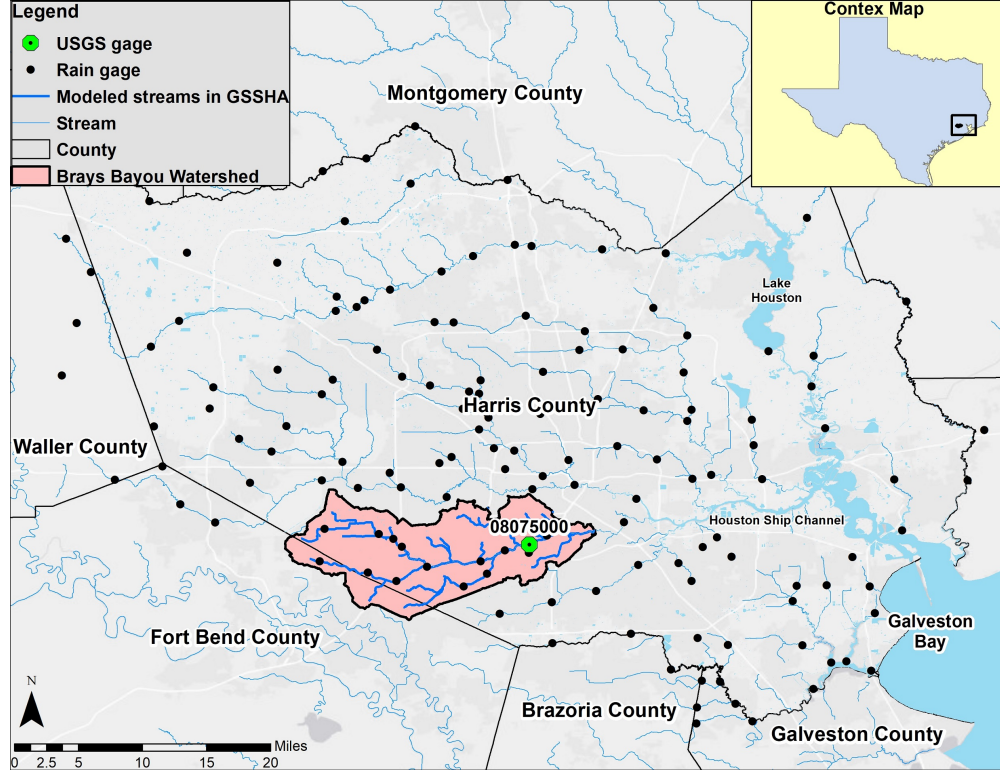 Legend
USGS gage
Rain gage
Modeled streams in GSSHA
Stream
County
Brays Bayou Watershed
Contex Map
Montgomery County
Lake
Houston
Harris County
Waller County
08075000
Houston Ship Channel
Fort Bend County
Galveston
Bay
Brazoria County
Galveston County
N
Miles
0 2.5 5 10 15 20